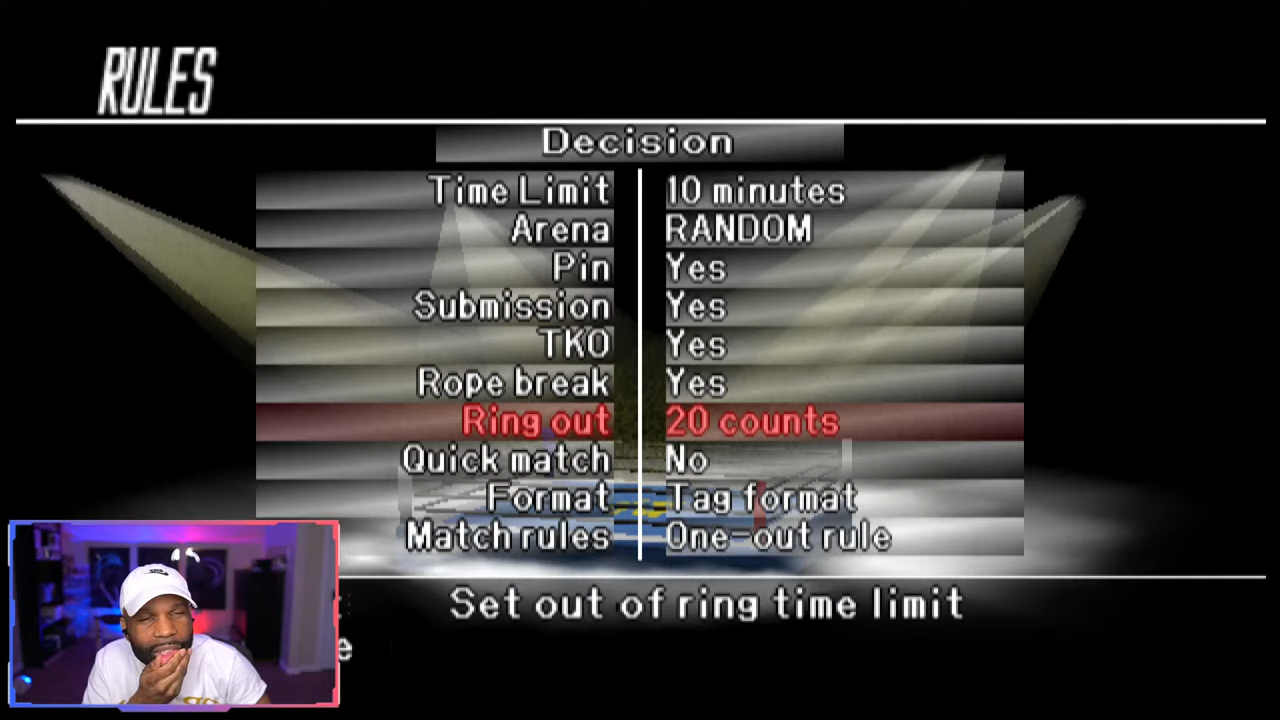 RULES
Decision
Time Limit 10 minutes
Arena RANDOM
Pin Yes
Submission Yes
TKO Yes
Rope break Yes
Ring out 20 counts
Quick match No
Format Tag format
Match rules One-out rule
Set out of ring time limit